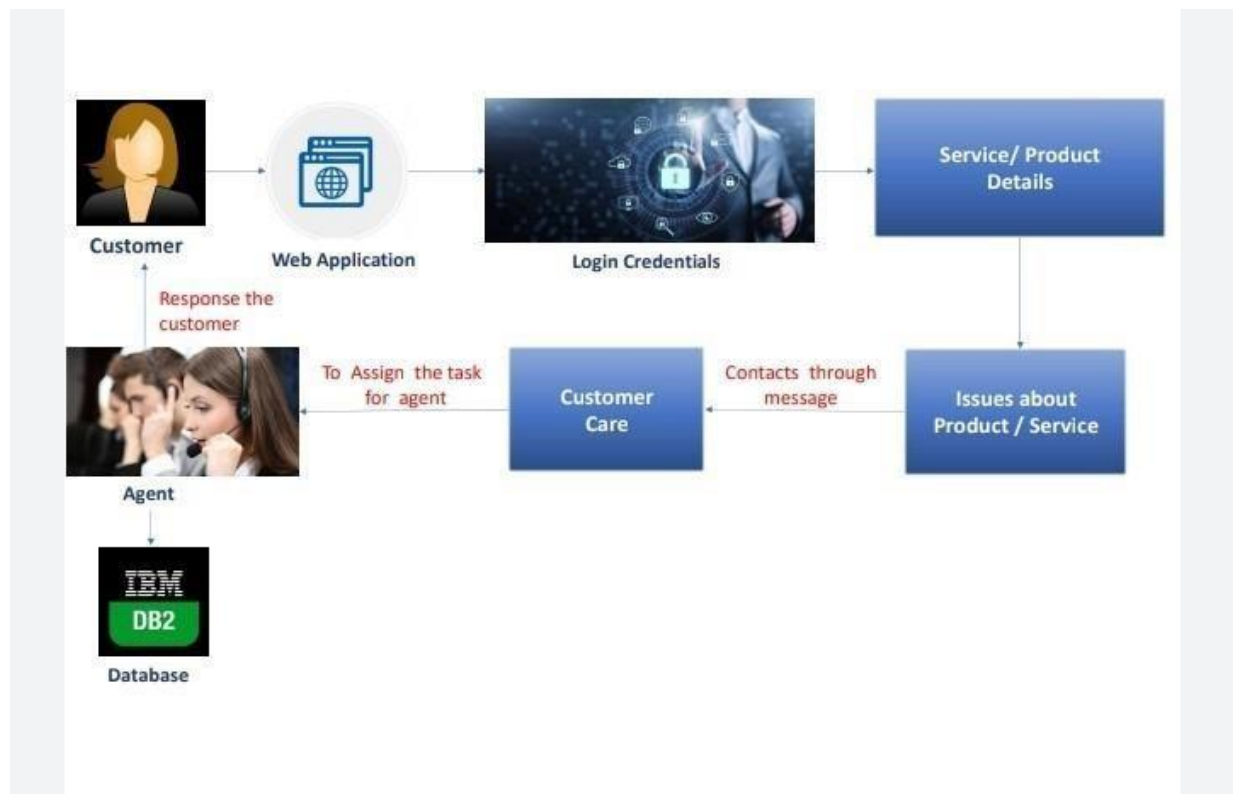 Service/ Product
Details
Customer
Web Application
Login Credentials
Response the
customer
To Assign the task
for agent
Customer
Care
Contacts through
message
Issues about
Product / Service
Agent
IBM
DB2
Database